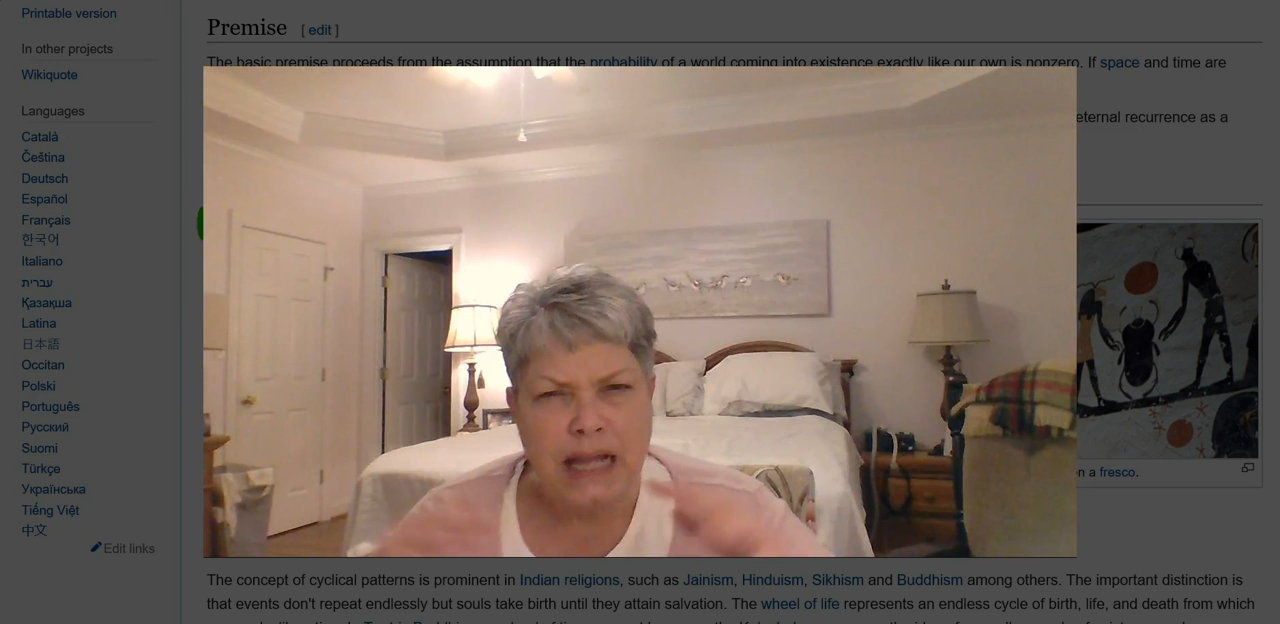 Printable version
In other projects
Wikiquote
Languages
Català
Čeština
Deutsch
Español
Français
한국어
Italiano
עברית
Қазақша
Latina
日本語
Occitan
Polski
Português
Русский
Suomi
Türkçe
Українська
Tiếng Việt
中文
Edit links
Premise [ edit ]
The basic premise proceeds from the assumption that the probability of a world coming into existence exactly like our own is nonzero. If space and time are
eternal recurrence as a
a fresco.
The concept of cyclical patterns is prominent in Indian religions, such as Jainism, Hinduism, Sikhism and Buddhism among others. The important distinction is
that events don't repeat endlessly but souls take birth until they attain salvation. The wheel of life represents an endless cycle of birth, life, and death from which